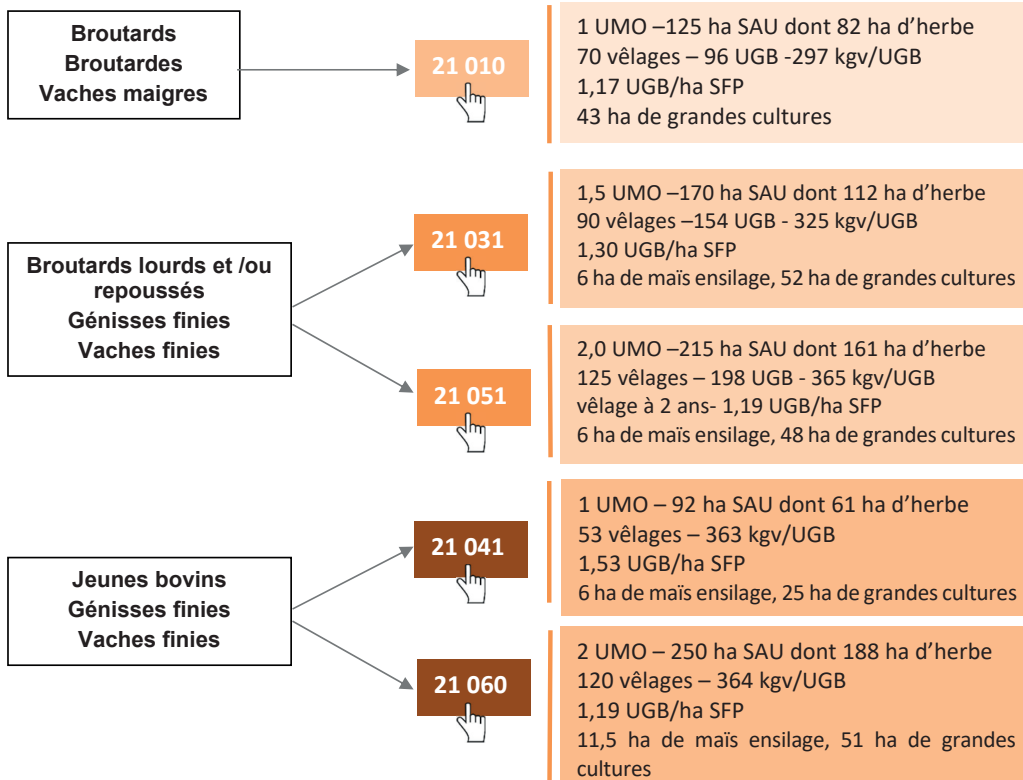 Broutards
Broutardes
Vaches maigres
21 010
1 UMO –125 ha SAU dont 82 ha d’herbe
70 vêlages – 96 UGB -297 kgv/UGB
1,17 UGB/ha SFP
43 ha de grandes cultures
Broutards lourds et /ou
repoussés
Génisses finies
Vaches finies
21 031
1,5 UMO –170 ha SAU dont 112 ha d’herbe
90 vêlages –154 UGB - 325 kgv/UGB
1,30 UGB/ha SFP
6 ha de maïs ensilage, 52 ha de grandes cultures
21 051
2,0 UMO –215 ha SAU dont 161 ha d’herbe
125 vêlages – 198 UGB - 365 kgv/UGB
vêlage à 2 ans- 1,19 UGB/ha SFP
6 ha de maïs ensilage, 48 ha de grandes cultures
Jeunes bovins
Génisses finies
Vaches finies
21 041
1 UMO – 92 ha SAU dont 61 ha d’herbe
53 vêlages – 363 kgv/UGB
1,53 UGB/ha SFP
6 ha de maïs ensilage, 25 ha de grandes cultures
21 060
2 UMO – 250 ha SAU dont 188 ha d’herbe
120 vêlages – 364 kgv/UGB
1,19 UGB/ha SFP
11,5 ha de maïs ensilage, 51 ha de grandes
cultures